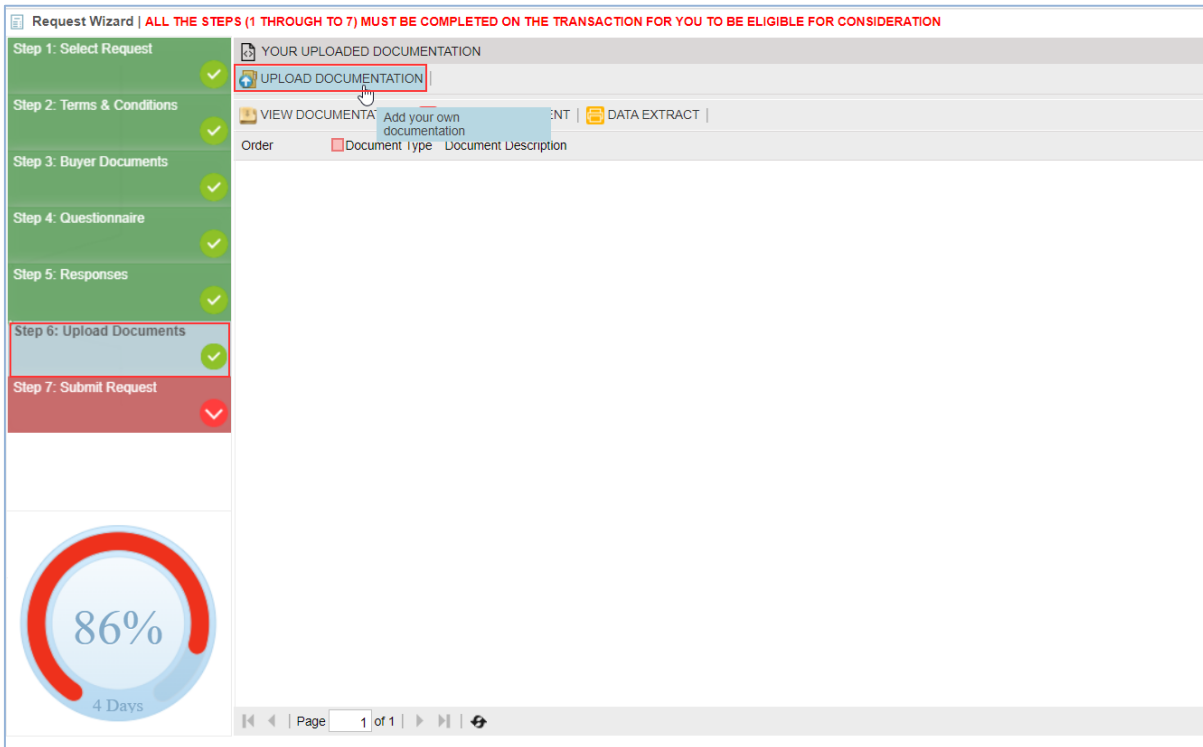 Request Wizard | ALL THE STEPS (1 THROUGH TO 7) MUST BE COMPLETED ON THE TRANSACTION FOR YOU TO BE ELIGIBLE FOR CONSIDERATION
Step 1: Select Request
Step 2: Terms & Conditions
Step 3: Buyer Documents
Step 4: Questionnaire
Step 5: Responses
Step 6: Upload Documents
Step 7: Submit Request
86%
4 Days
YOUR UPLOADED DOCUMENTATION
UPLOAD DOCUMENTATION |
VIEW DOCUMENTA ENT | DATA EXTRACT |
Add your own
documentation
Order Document Type Document Description
| Page 1 of 1 | |